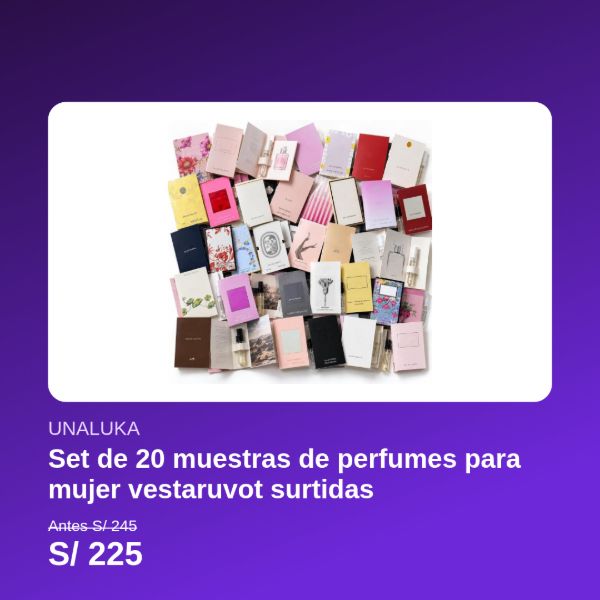 UNALUKA
Set de 20 muestras de perfumes para
mujer vestaruvot surtidas
Antes S/ 245
S/ 225